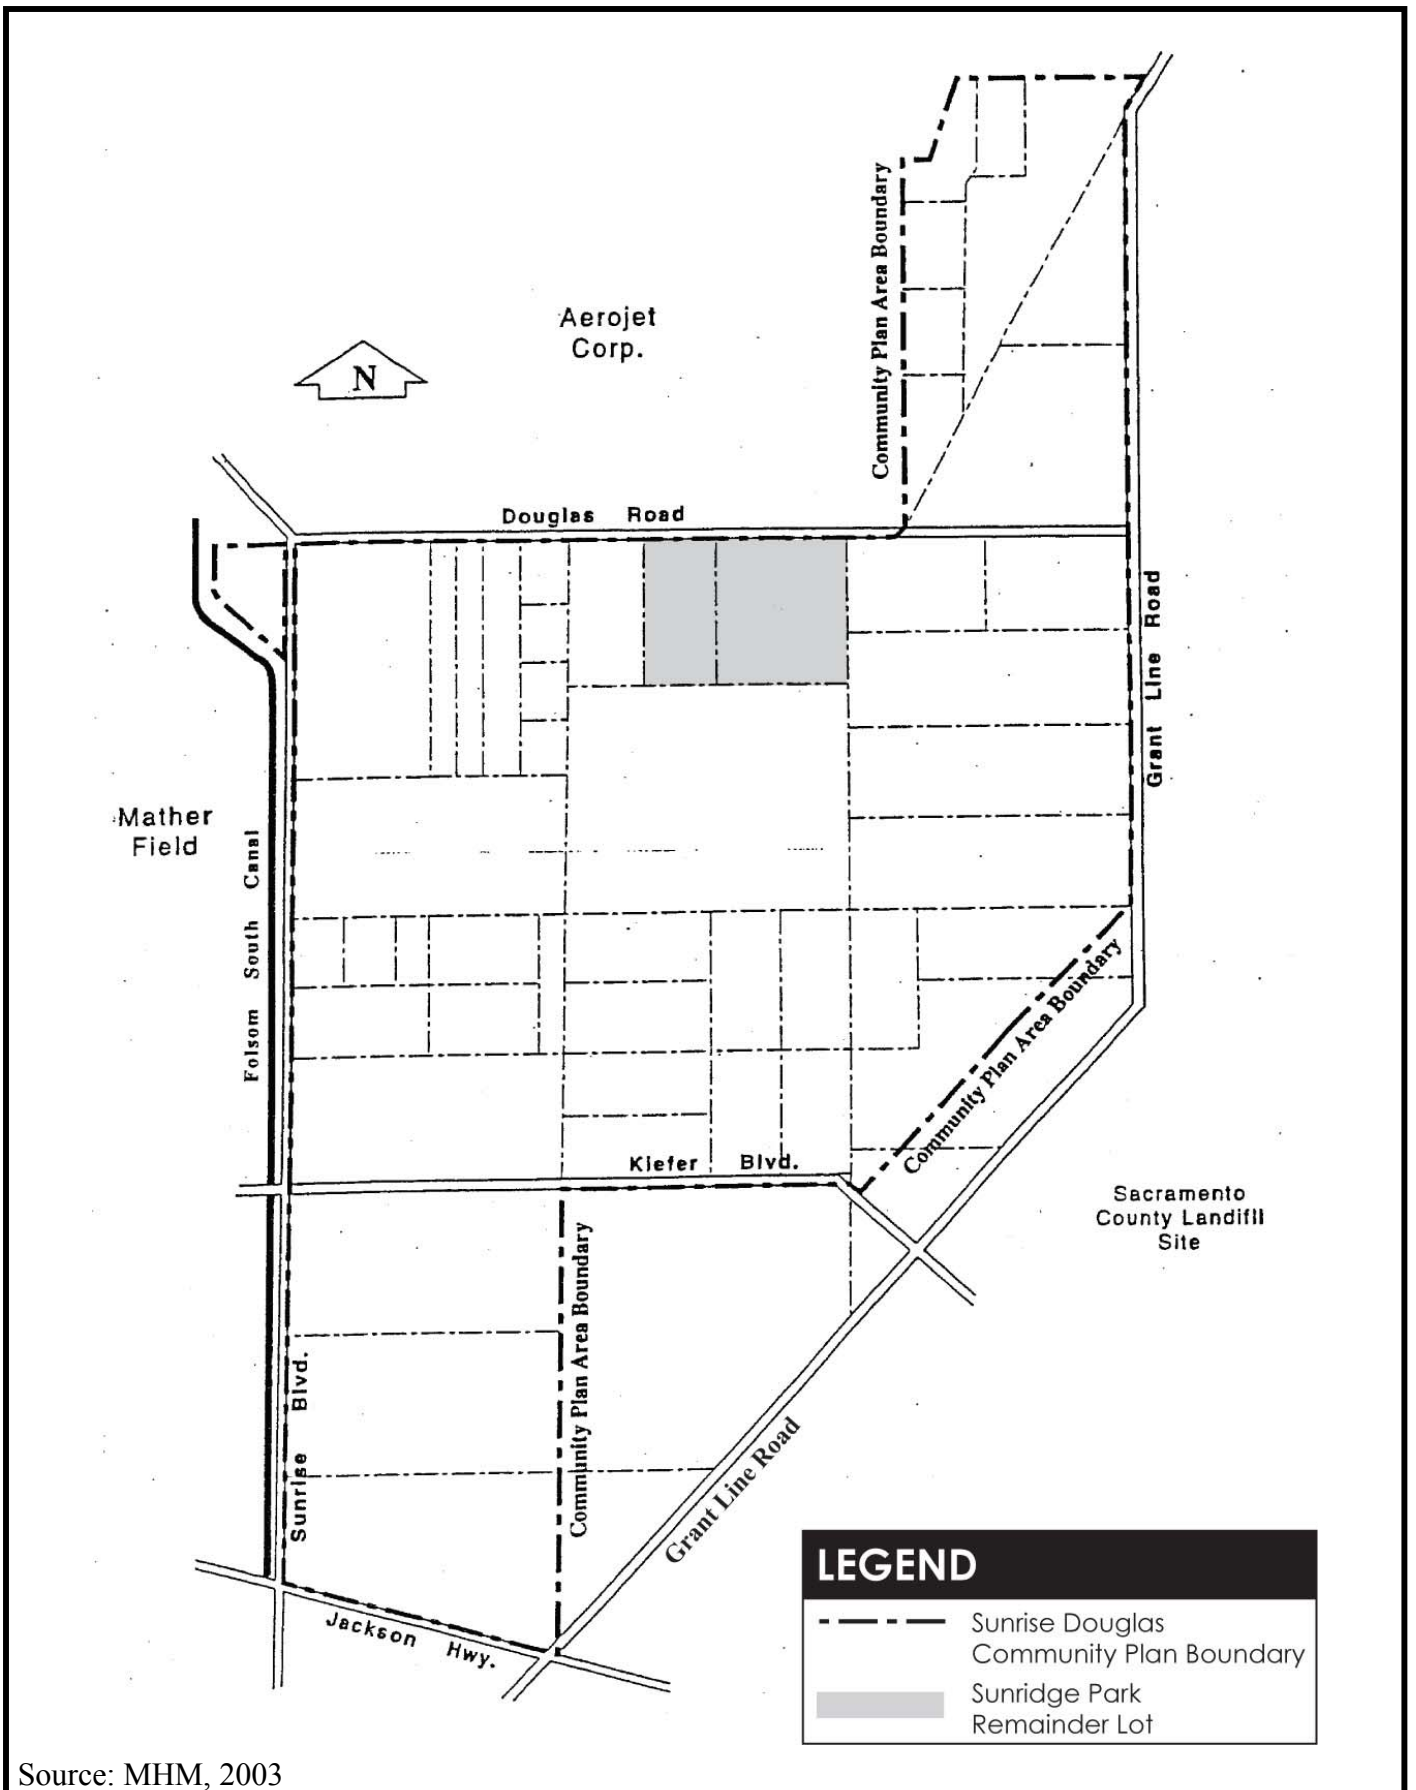 Community Plan Area Boundary
Aerojet
Corp.
N
Douglas Road
Grant Line Road
Mather
Field
Folsom South Canal
Community Plan Area Boundary
Kiefer Blvd.
Sacramento
County Landifll
Site
Community Plan Area Boundary
Sunrise Blvd.
Grant Line Road
Jackson Hwy.
LEGEND
Sunrise Douglas
Community Plan Boundary
Sunridge Park
Remainder Lot
Source: MHM, 2003